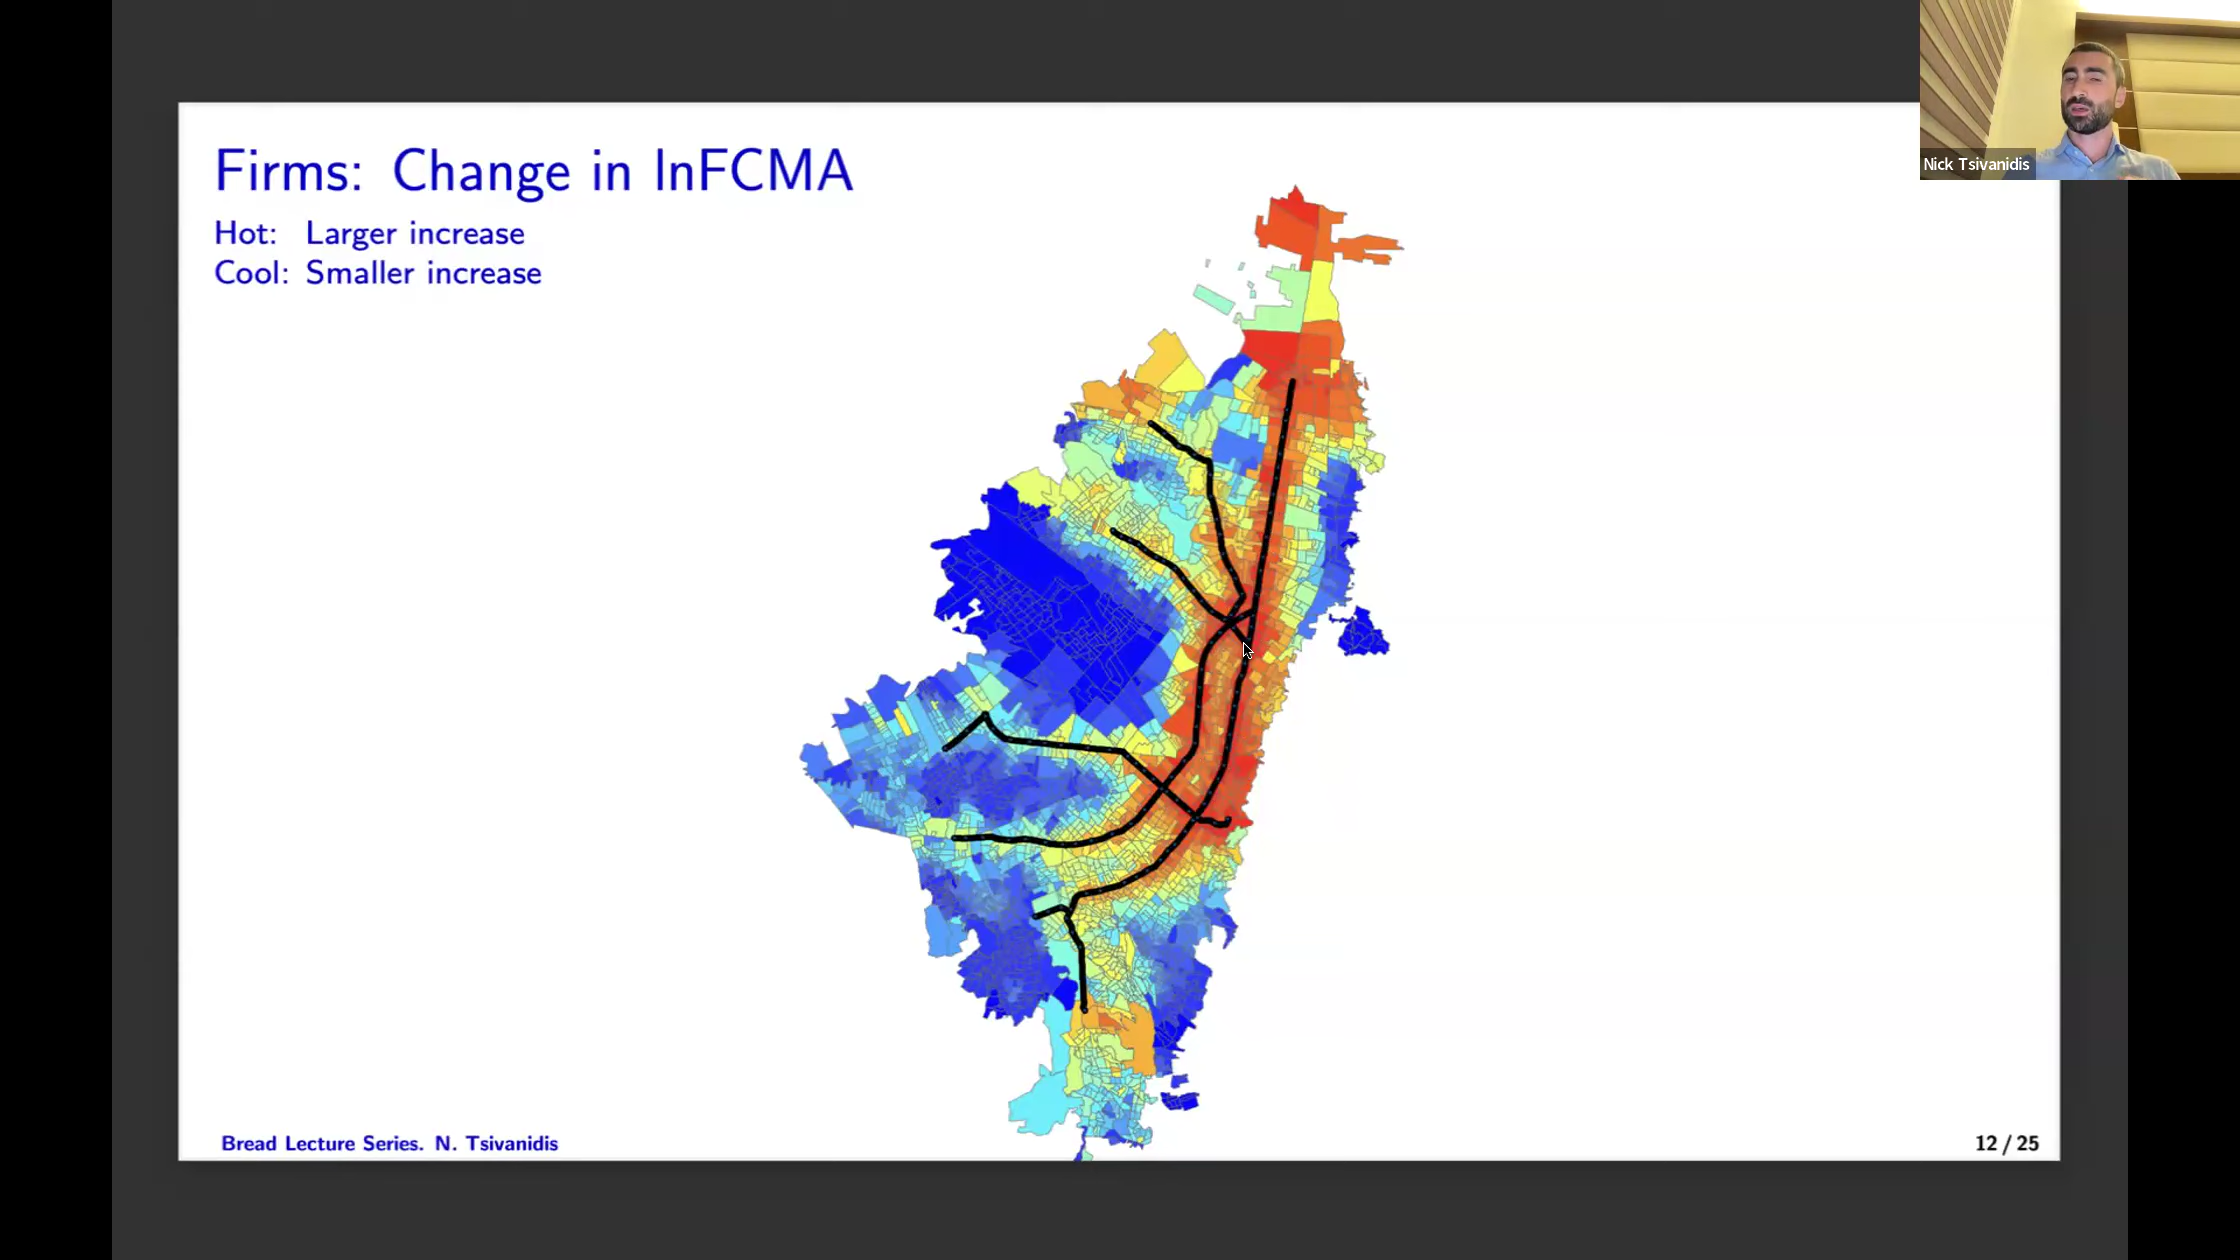 Nick Tsivanidis
Firms: Change in lnFCMA
Hot: Larger increase
Cool: Smaller increase
Bread Lecture Series. N. Tsivanidis
12 / 25